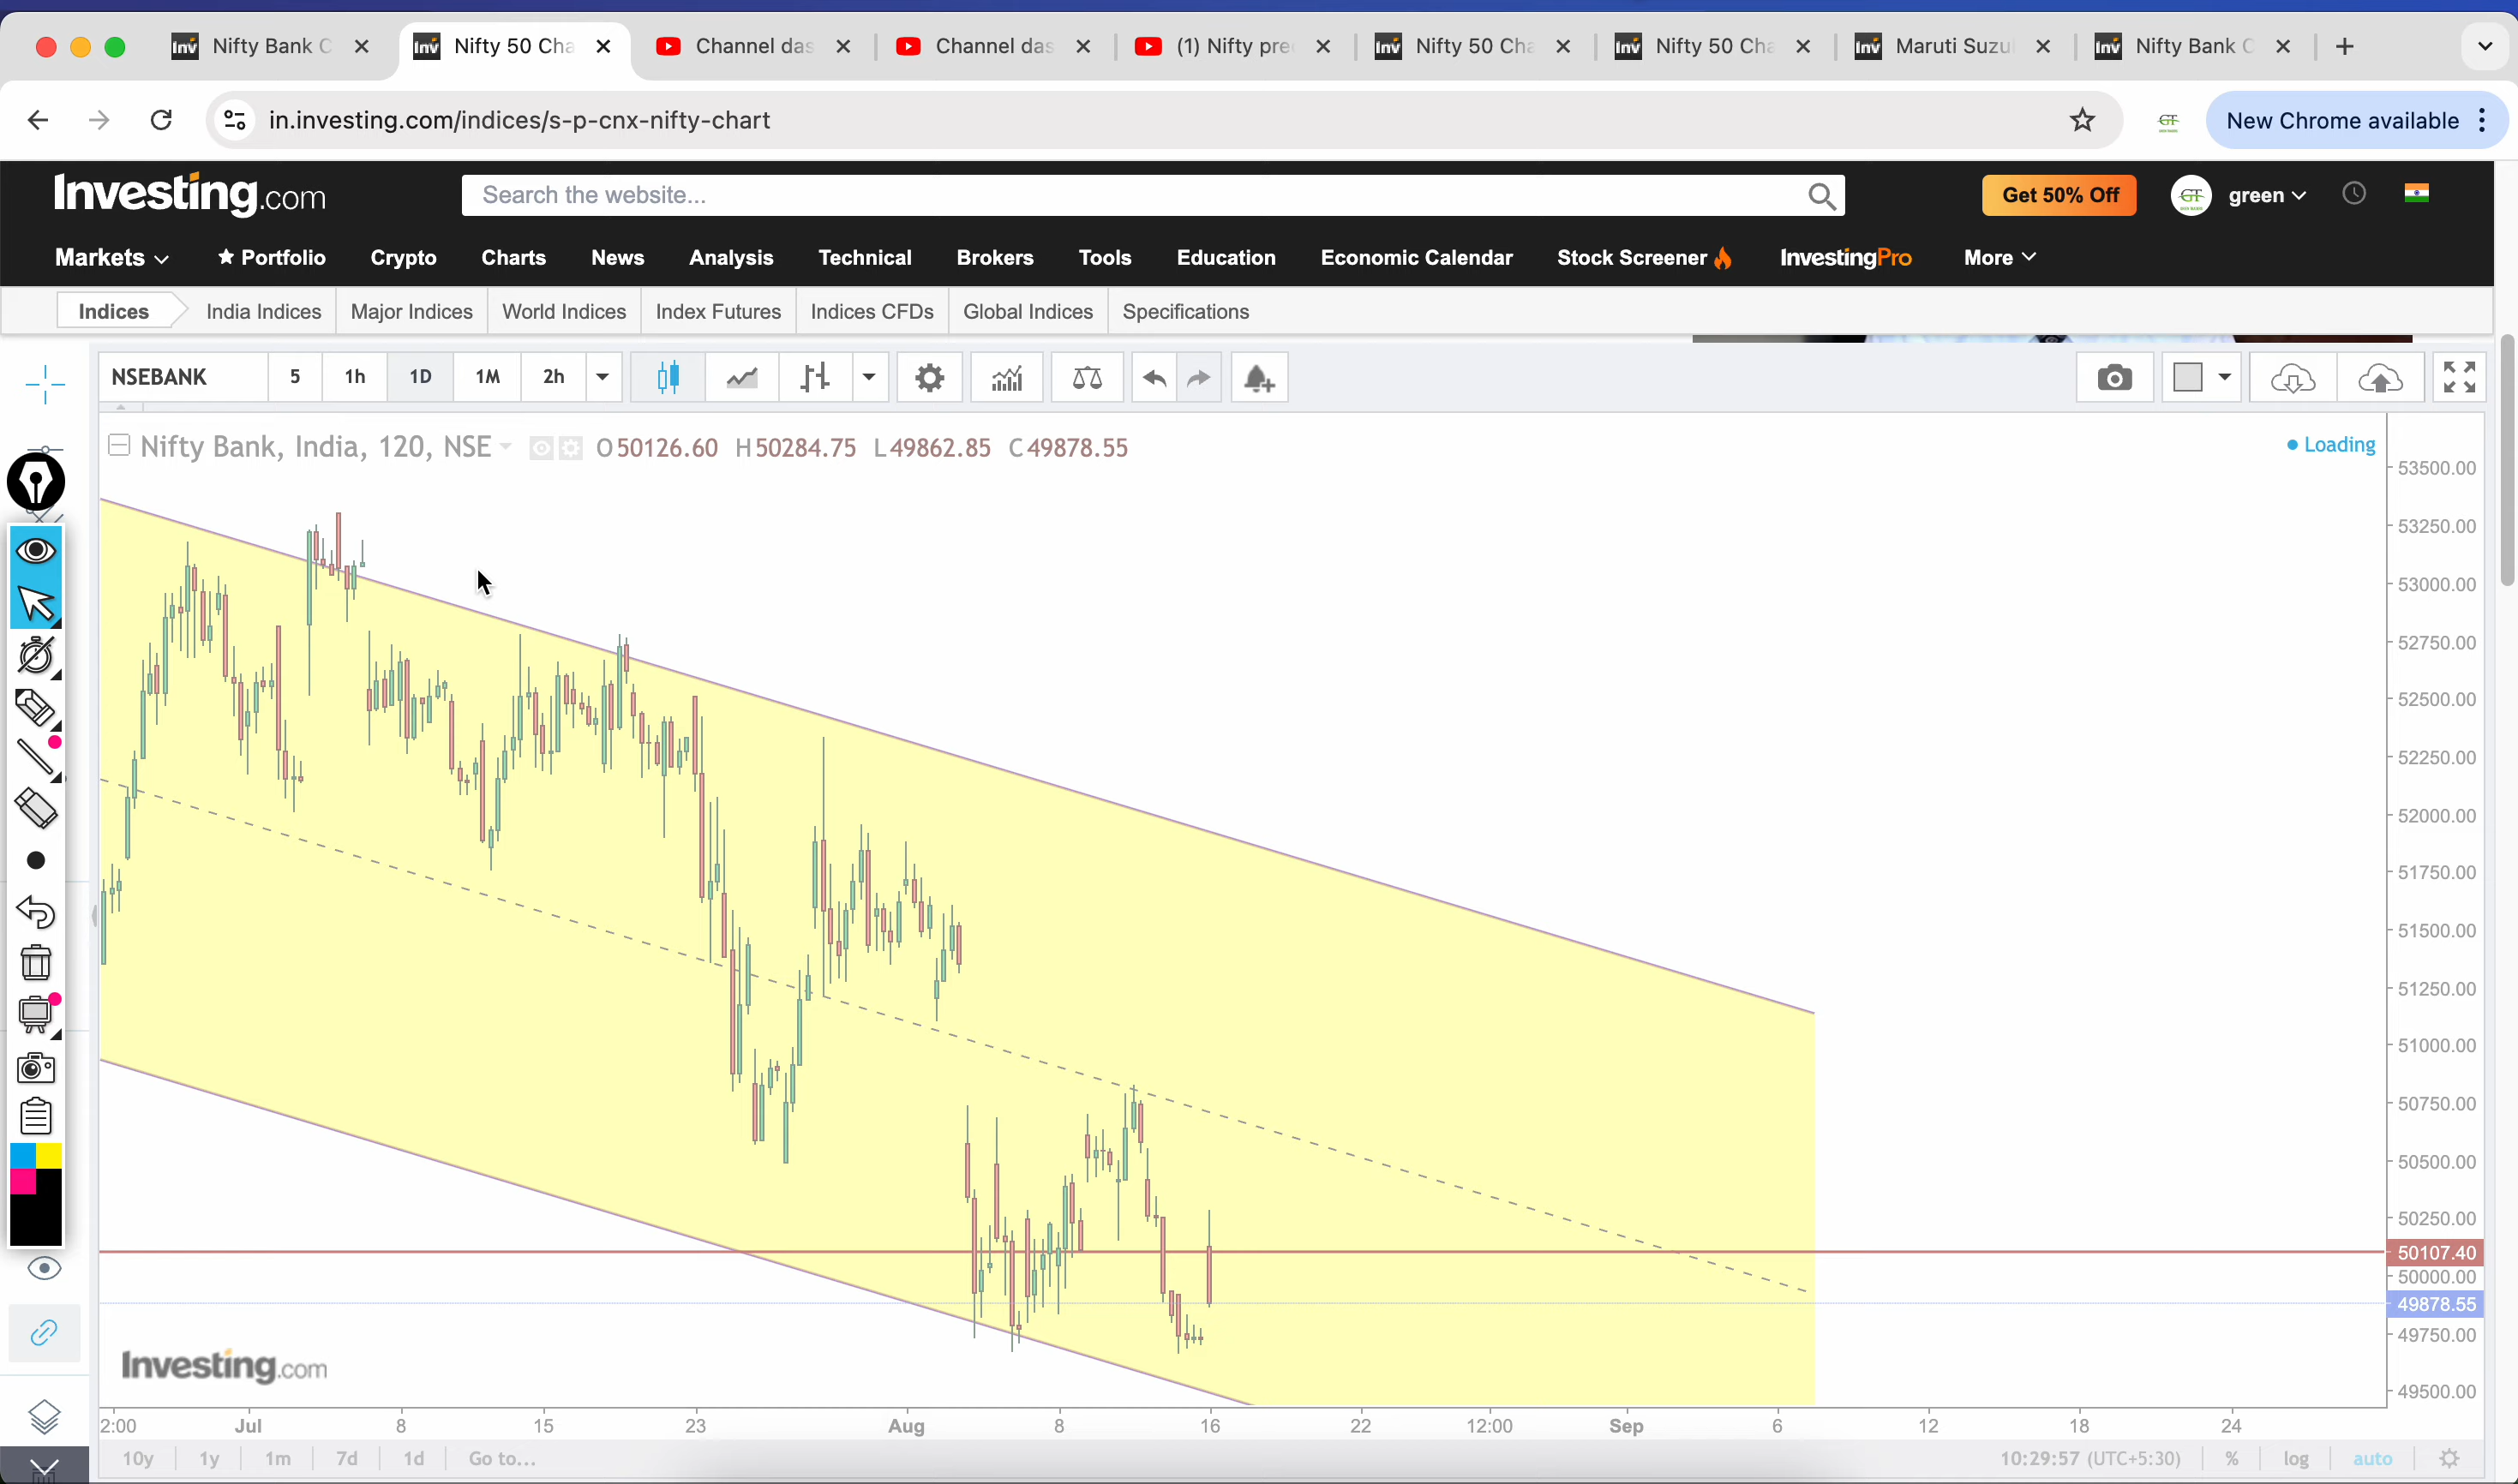 Nifty Bank C
Nifty 50 Cha
Channel das
Channel das
(1) Nifty pre
Nifty 50 Cha
Nifty 50 Cha
Maruti Suzu
Nifty Bank C
in.investing.com/indices/s-p-cnx-nifty-chart
New Chrome available
Investing.com
Search the website...
Get 50% Off
green
Markets
Portfolio
Crypto
Charts
News
Analysis
Technical
Brokers
Tools
Education
Economic Calendar
Stock Screener
InvestingPro
More
Indices
India Indices
Major Indices
World Indices
Index Futures
Indices CFDs
Global Indices
Specifications
NSEBANK
5
1h
1D
1M
2h
Nifty Bank, India, 120, NSE
O50126.60 H50284.75 L49862.85 C49878.55
Loading
53500.00
53250.00
53000.00
52750.00
52500.00
52250.00
52000.00
51750.00
51500.00
51250.00
51000.00
50750.00
50500.00
50250.00
50107.40
50000.00
49878.55
49750.00
49500.00
Investing.com
2:00
Jul
8
15
23
Aug
8
16
22
12:00
Sep
6
12
18
24
10y
1y
1m
7d
1d
Go to...
10:29:57 (UTC+5:30)
%
log
auto